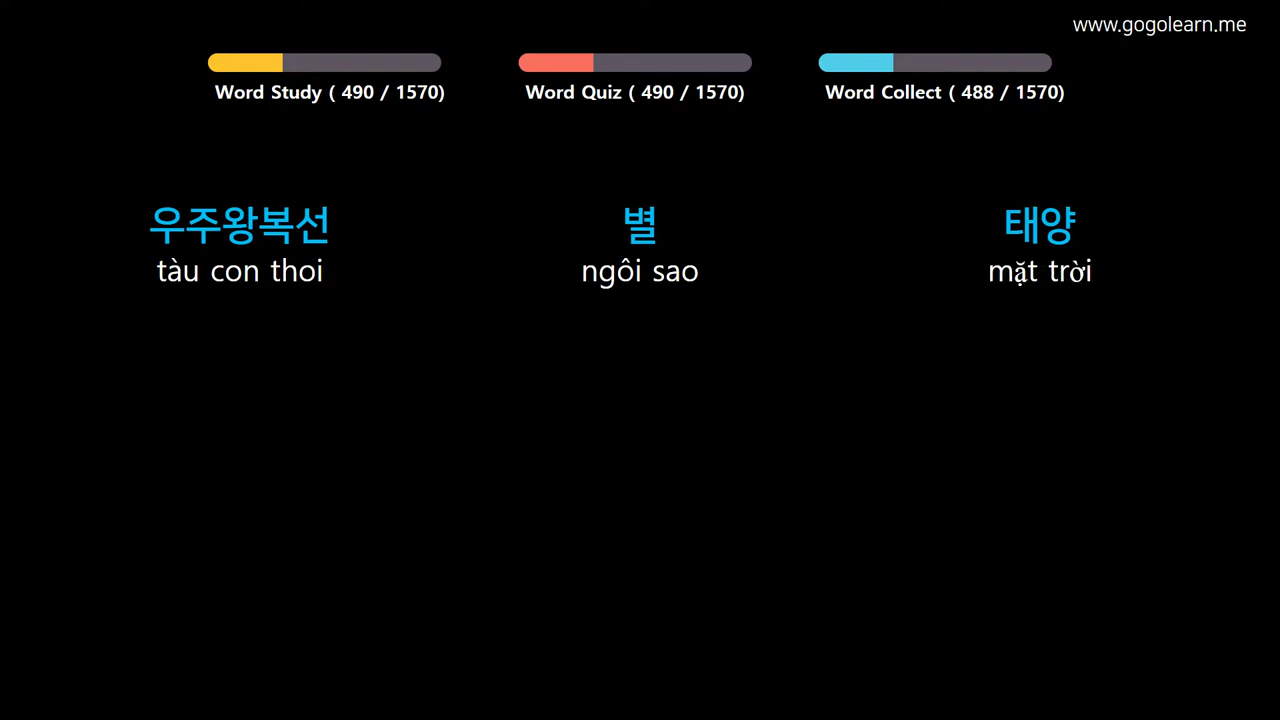 www.gogolearn.me
Word Study ( 490 / 1570)
Word Quiz ( 490 / 1570)
Word Collect ( 488 / 1570)
우주왕복선
tàu con thoi
별
ngôi sao
태양
mặt trời